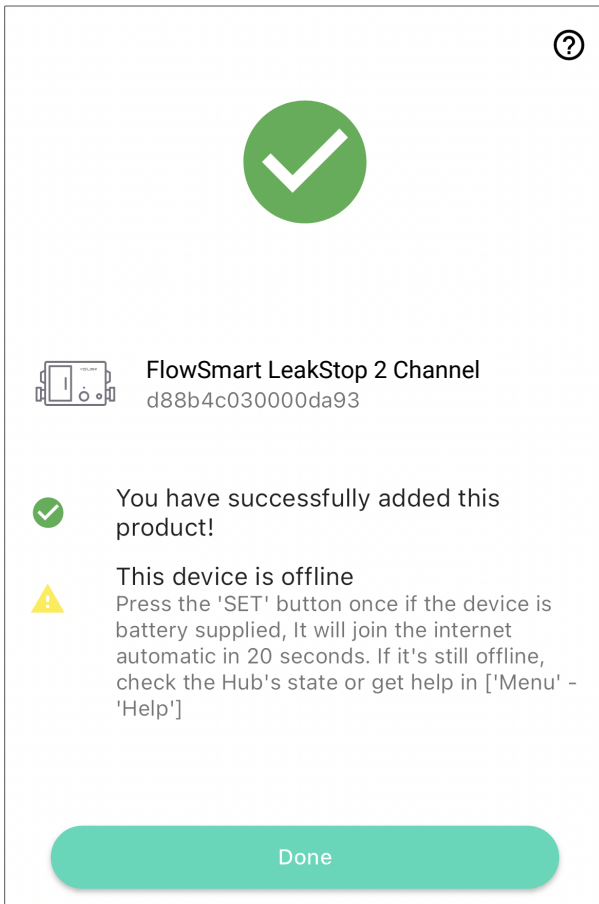 FlowSmart LeakStop 2 Channel
d88b4c030000da93
You have successfully added this
product!
This device is offline
Press the 'SET' button once if the device is
battery supplied, It will join the internet
automatic in 20 seconds. If it's still offline,
check the Hub's state or get help in ['Menu' -
'Help']
Done